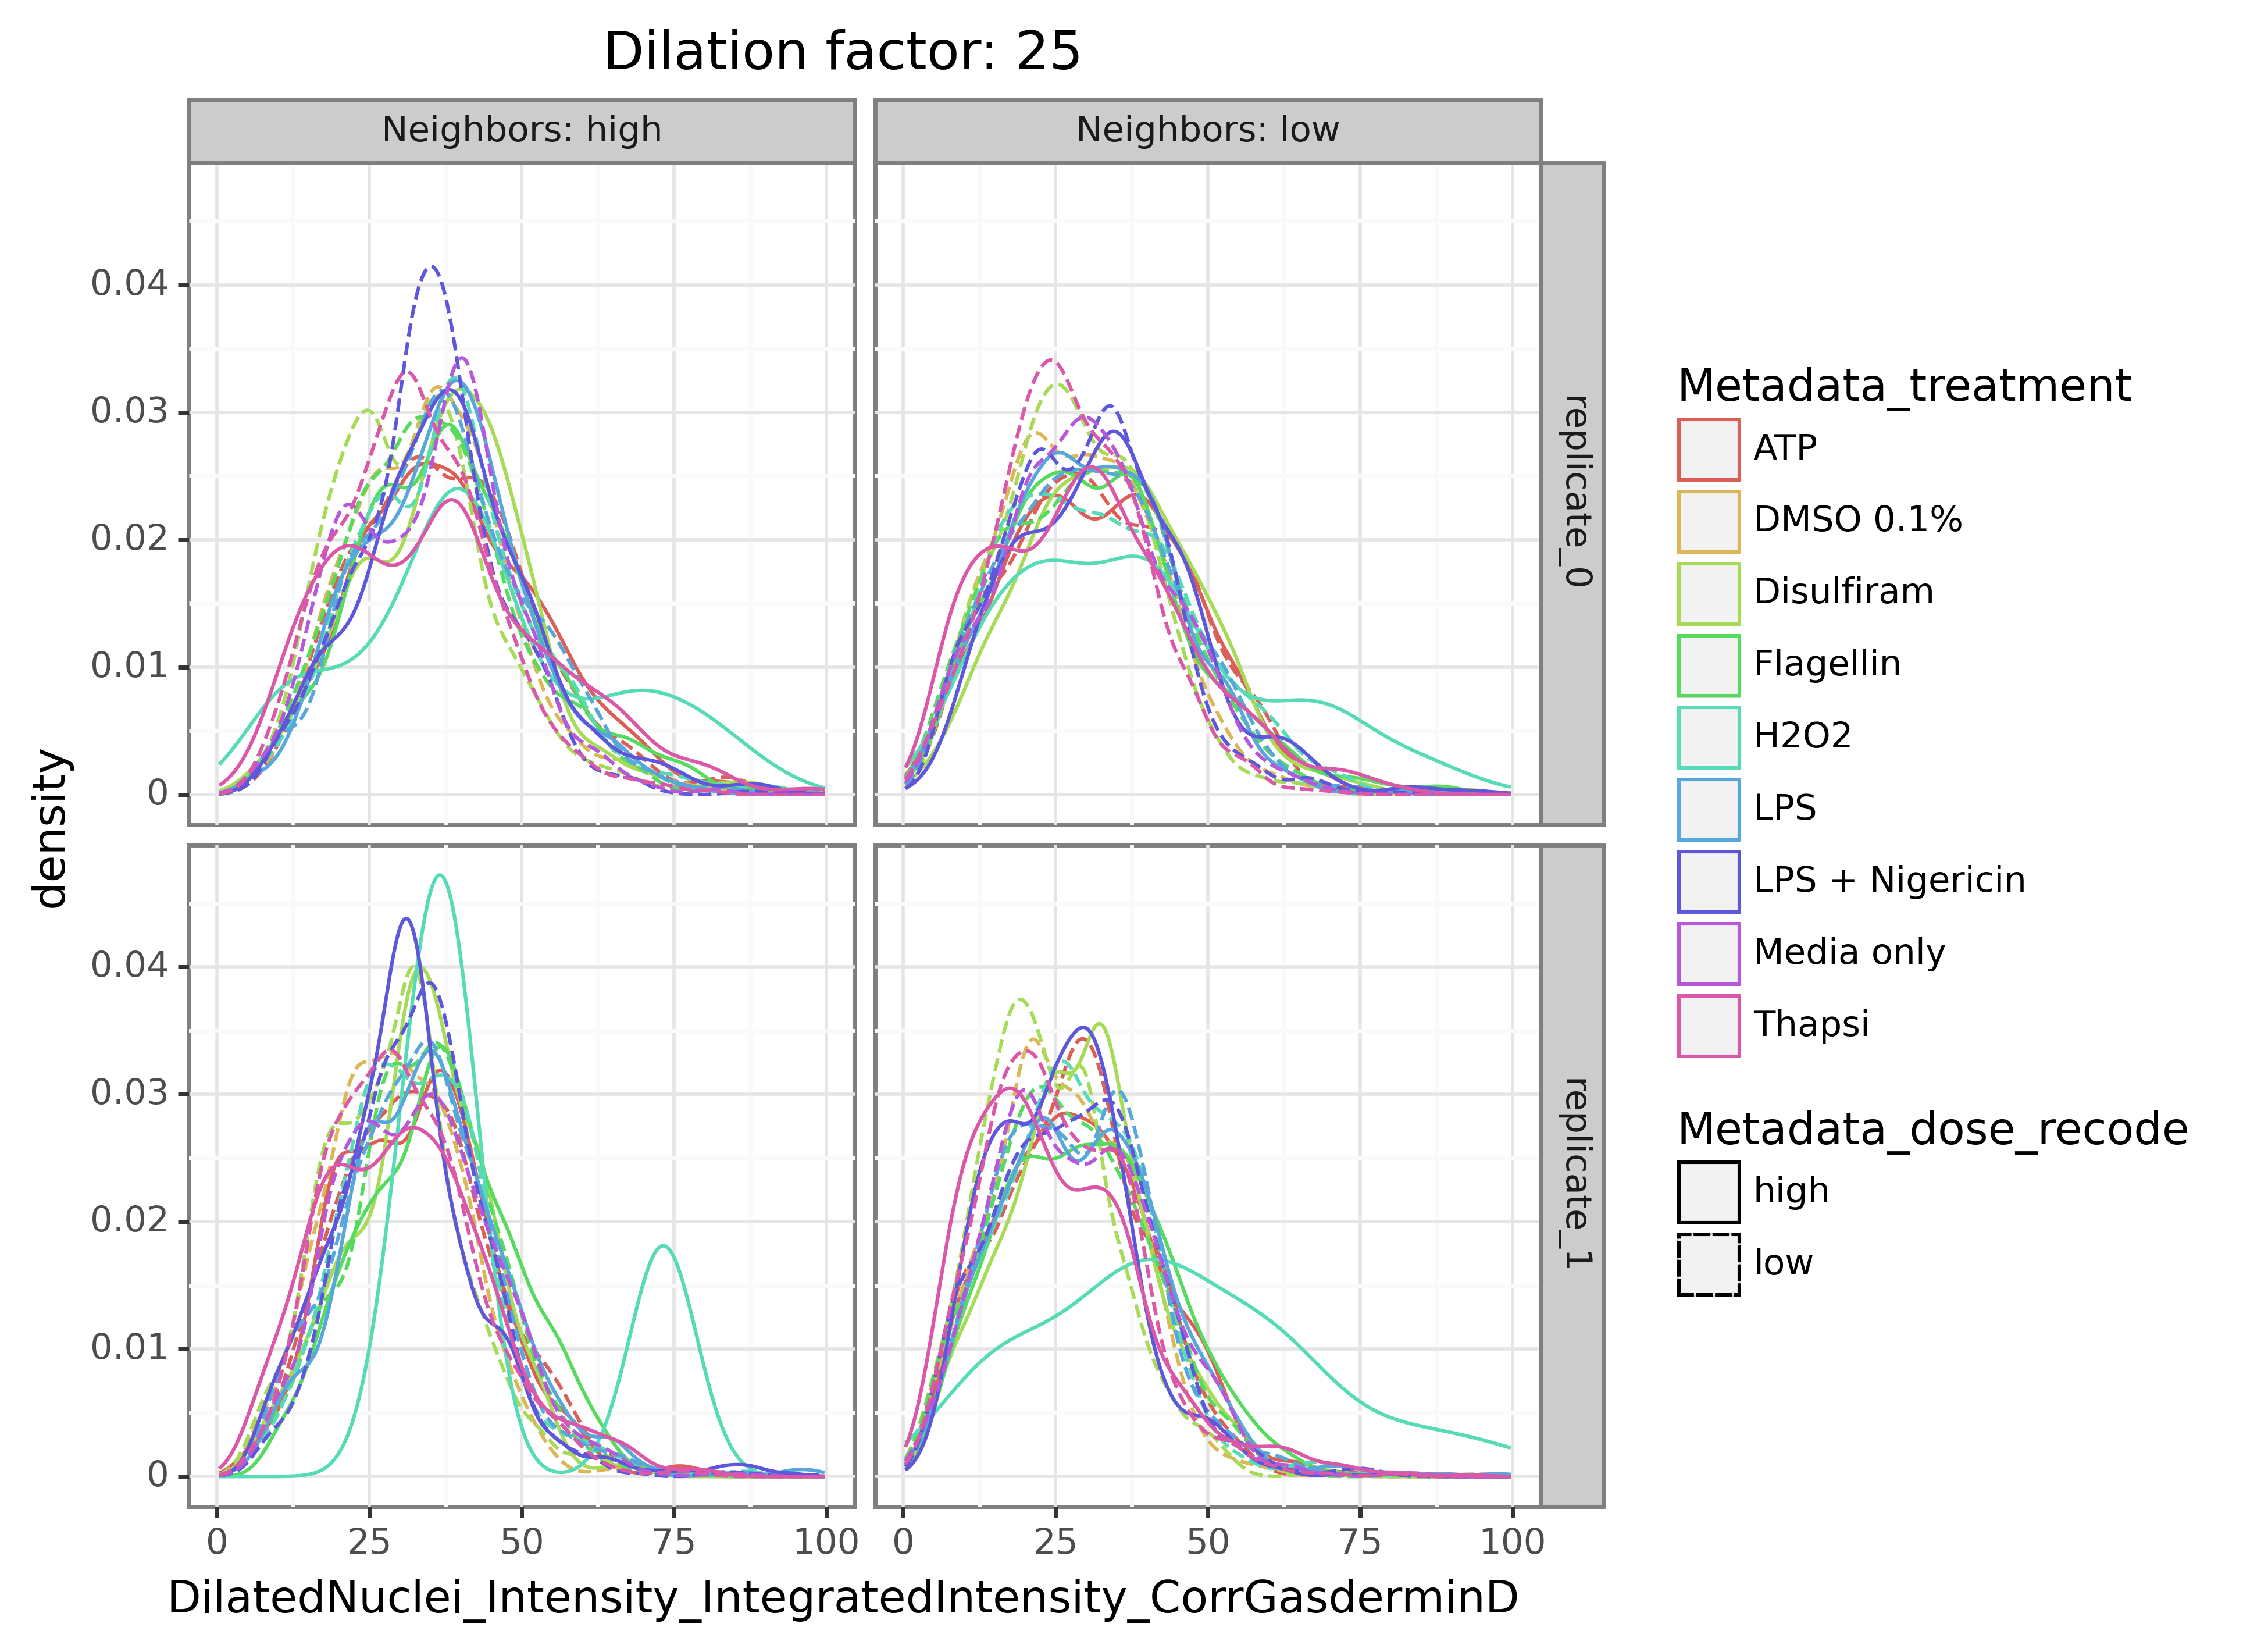 Dilation factor: 25
Neighbors: high
Neighbors: low
0.04
0.03
0.02
0.01
0
replicate_0
density
0.04
0.03
0.02
0.01
0
replicate_1
0 25 50 75 100 0 25 50 75 100
DilatedNuclei_Intensity_IntegratedIntensity_CorrGasderminD
Metadata_treatment
ATP
DMSO 0.1%
Disulfiram
Flagellin
H2O2
LPS
LPS + Nigericin
Media only
Thapsi
Metadata_dose_recode
high
low